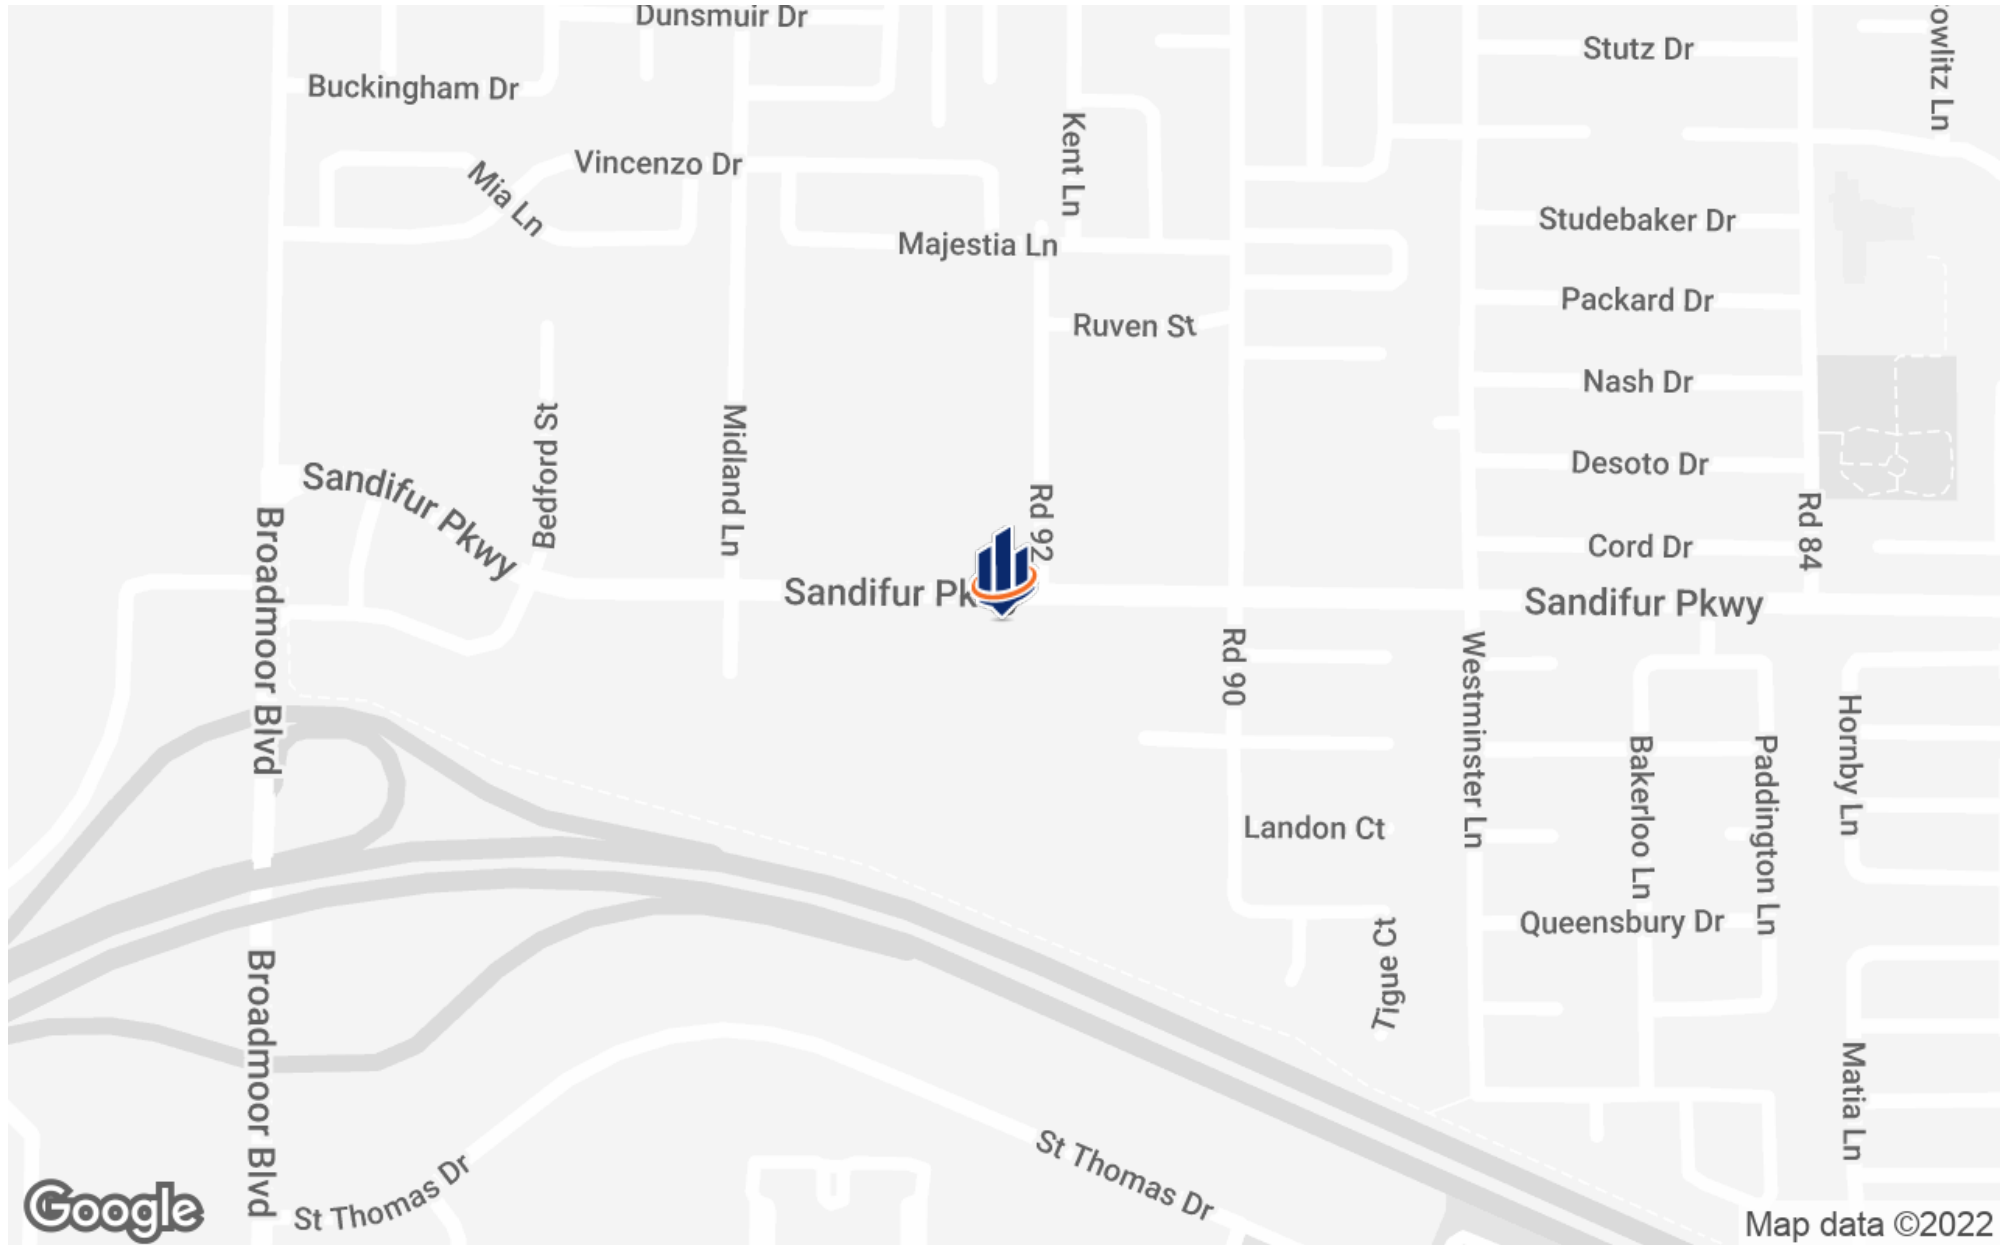 Dunsmuir Dr
Stutz Dr
Buckingham Dr
Kent Ln
Vincenzo Dr
Mia Ln
Studebaker Dr
Majestia Ln
Packard Dr
Ruven St
Nash Dr
Bedford St
Midland Ln
Desoto Dr
Sandifur Pkwy
Rd 92
Rd 84
Cord Dr
Broadmoor Blvd
Sandifur Pk
Sandifur Pkwy
Rd 90
Westminster Ln
Hornby Ln
Bakerloo Ln
Paddington Ln
Landon Ct
Queensbury Dr
Tigue Ct
Broadmoor Blvd
Matia Ln
St Thomas Dr
St Thomas Dr
Google
Map data ©2022